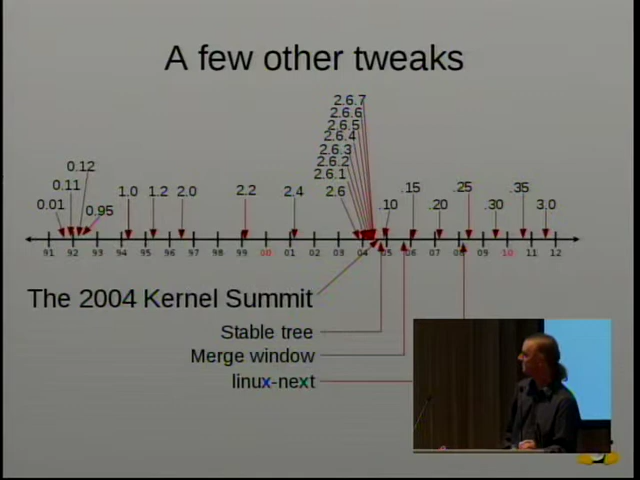 A few other tweaks
2.6.7
2.6.6
2.6.5
2.6.4
2.6.3
2.6.2
2.6.1
0.12
0.11
0.01
0.95
1.0 1.2 2.0 2.2 2.4 2.6 .10 .15 .20 .25 .30 .35 3.0
91 92 93 94 95 96 97 98 99 00 01 02 03 04 05 06 07 08 09 10 11 12
The 2004 Kernel Summit
Stable tree
Merge window
linux-next